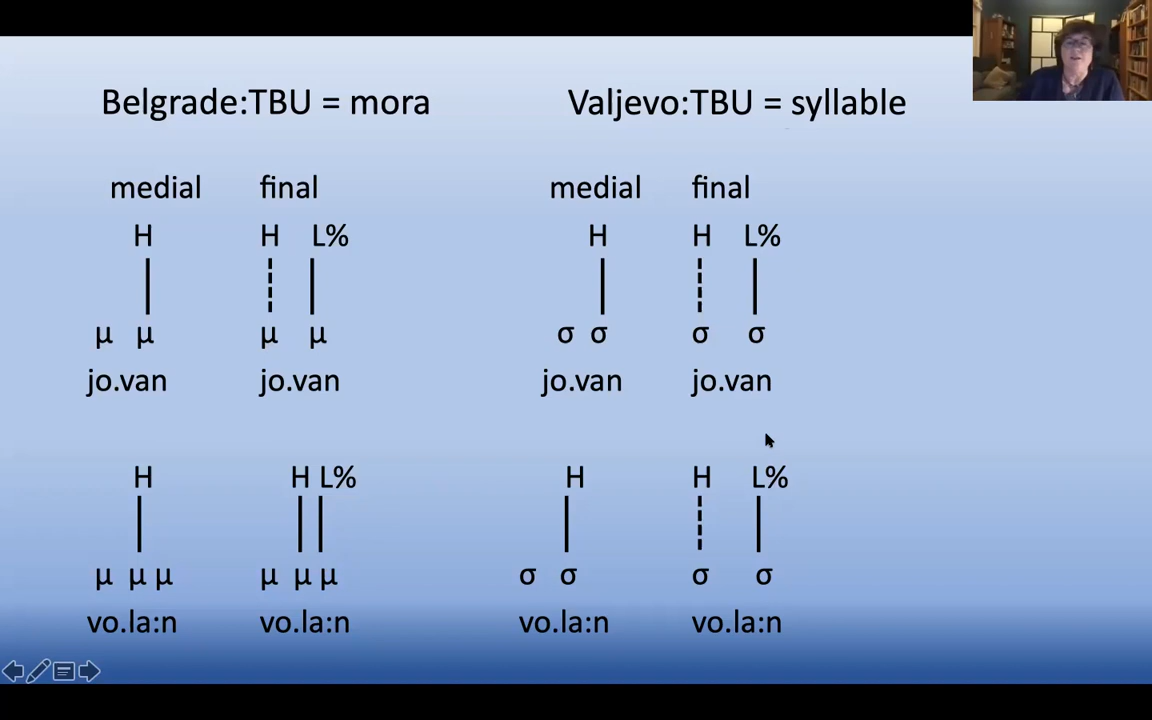 Belgrade:TBU = mora
medial final
H H L%
μ μ μ μ
jo.van jo.van
H H L%
μ μ μ μ μ μ
vo.la:n vo.la:n
Valjevo:TBU = syllable
medial final
H H L%
σ σ σ σ
jo.van jo.van
H H L%
σ σ σ σ
vo.la:n vo.la:n